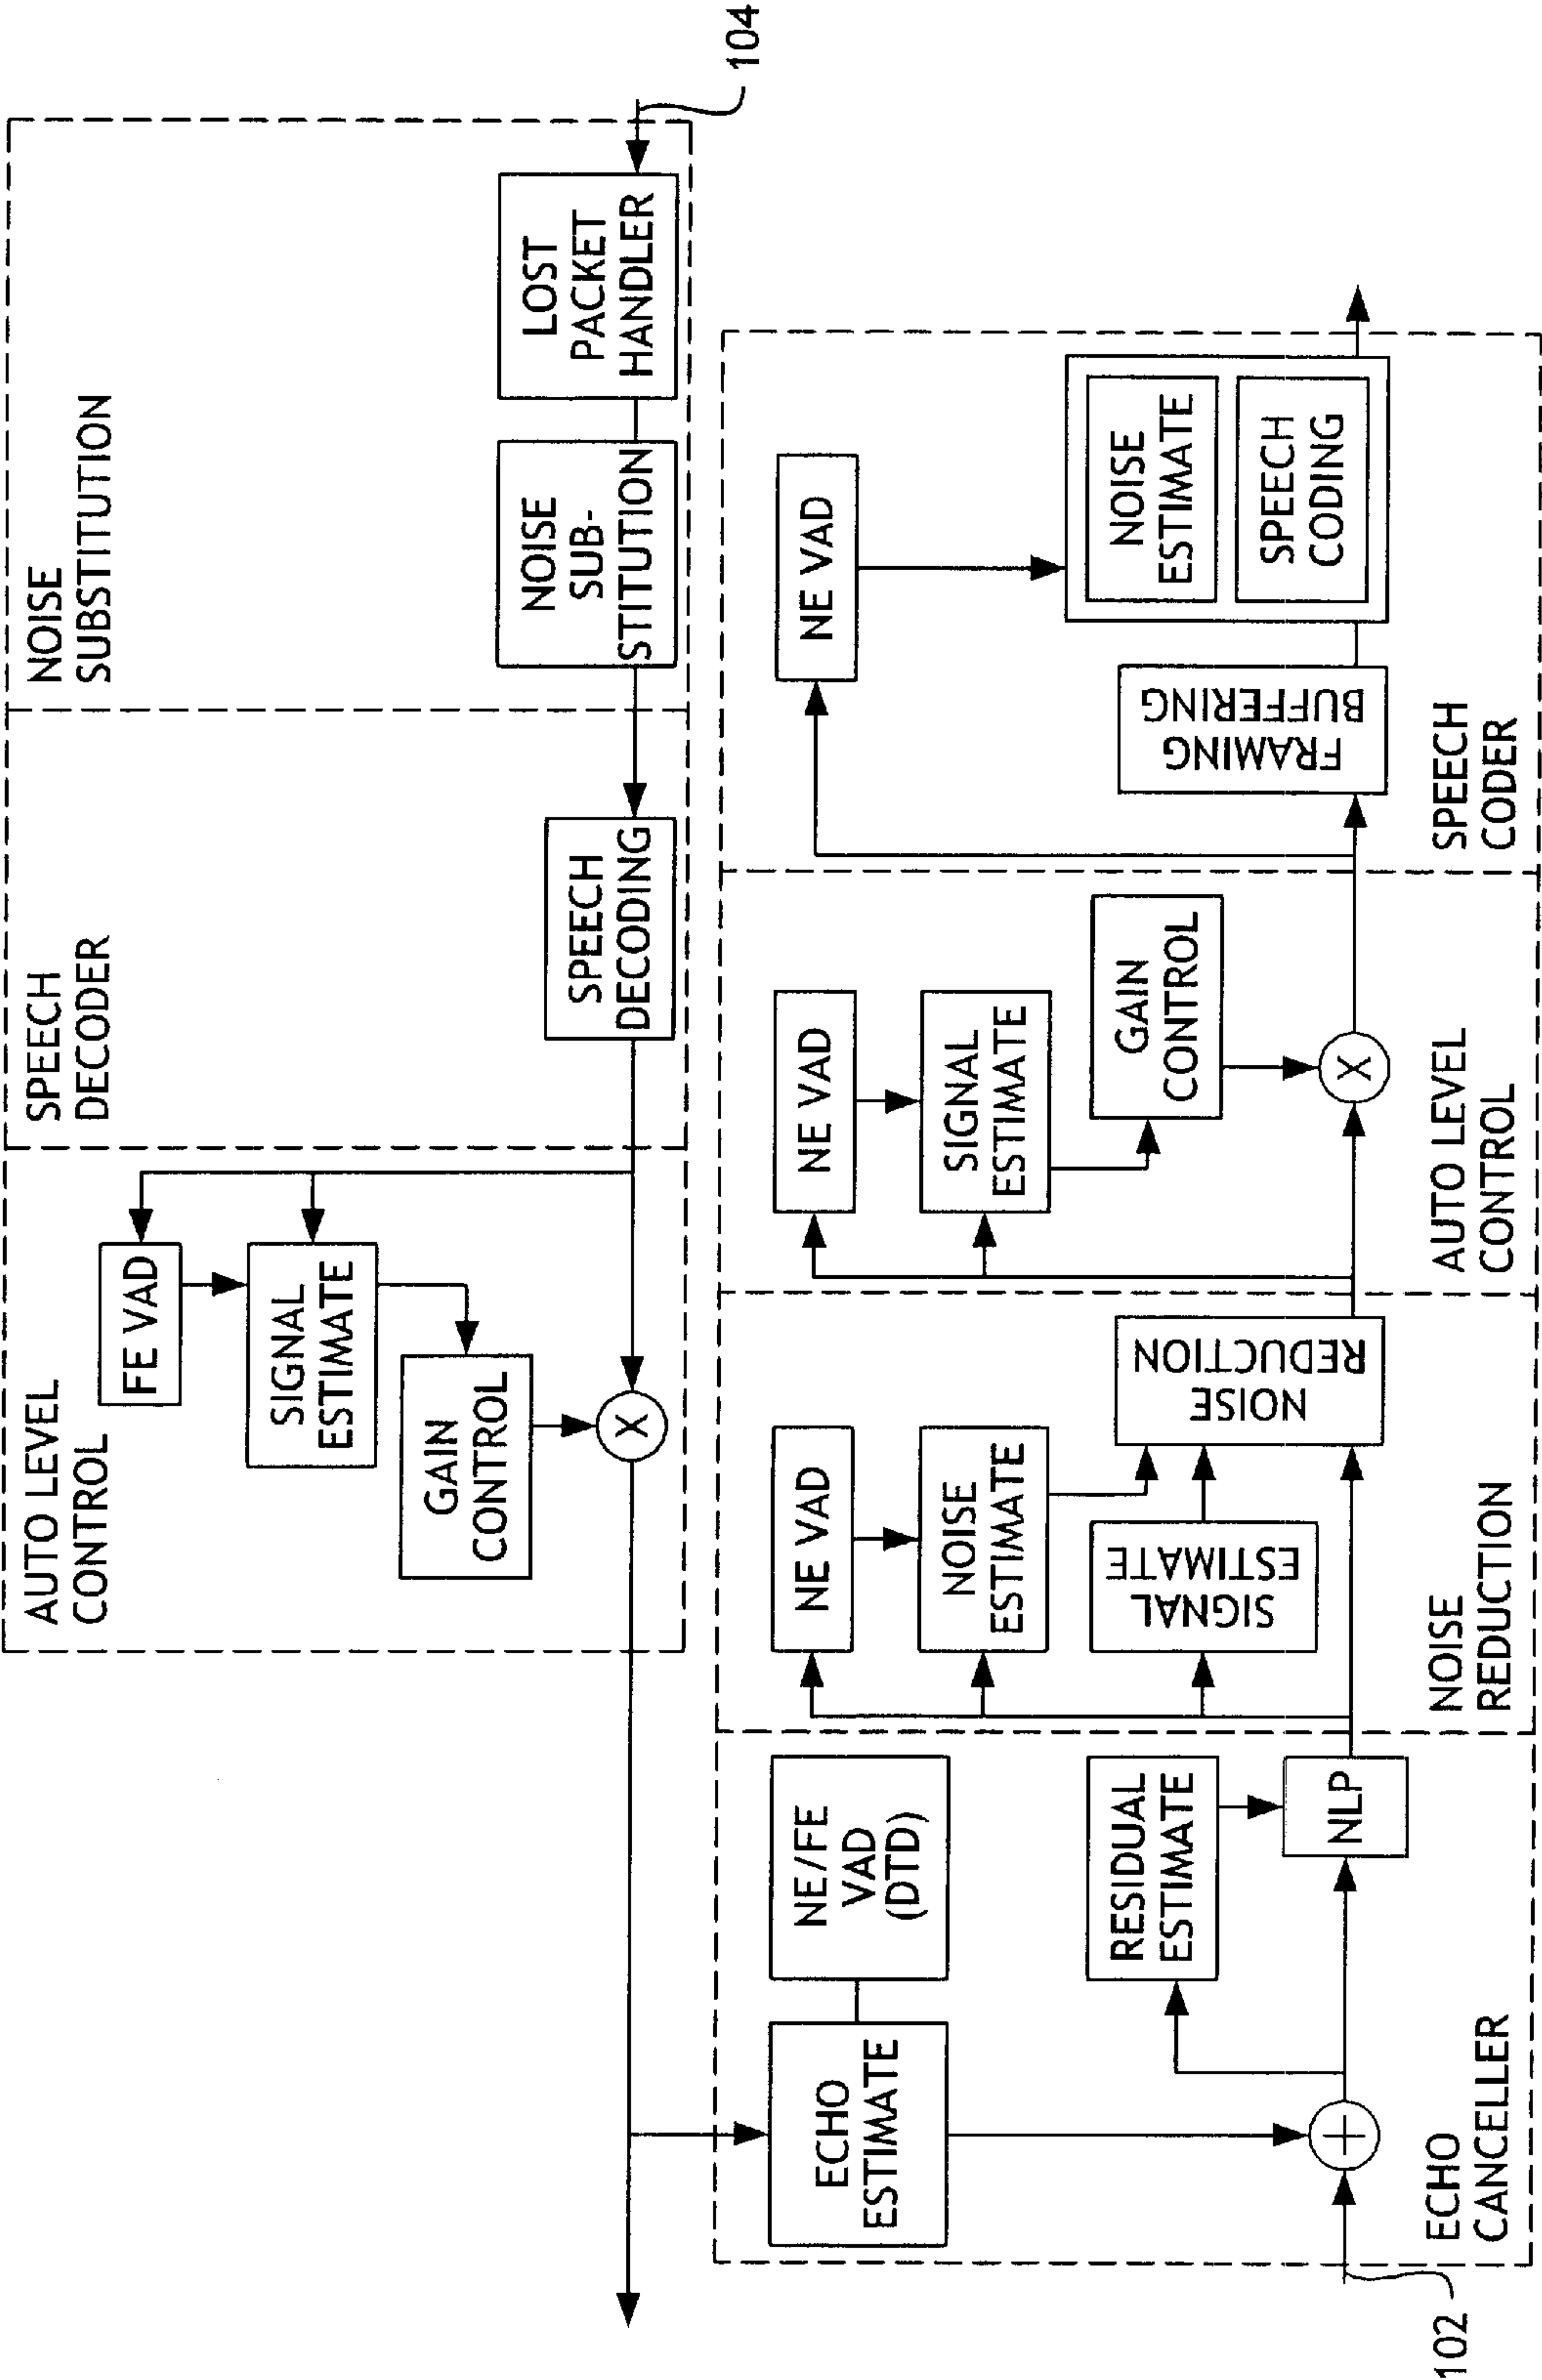 AUTO LEVEL
CONTROL
FE VAD
SIGNAL
ESTIMATE
GAIN
CONTROL
X
SPEECH
DECODER
SPEECH
DECODING
NOISE
SUBSTITUTION
NOISE
SUB-
STITUTION
LOST
PACKET
HANDLER
104
ECHO
ESTIMATE
NE/FE
VAD
(DTD)
RESIDUAL
ESTIMATE
NLP
+
ECHO
CANCELLER
102
NE VAD
NOISE
ESTIMATE
SIGNAL
ESTIMATE
NOISE
REDUCTION
NOISE
REDUCTION
NE VAD
SIGNAL
ESTIMATE
GAIN
CONTROL
X
AUTO LEVEL
CONTROL
NE VAD
FRAMING
BUFFERING
NOISE
ESTIMATE
SPEECH
CODING
SPEECH
CODER